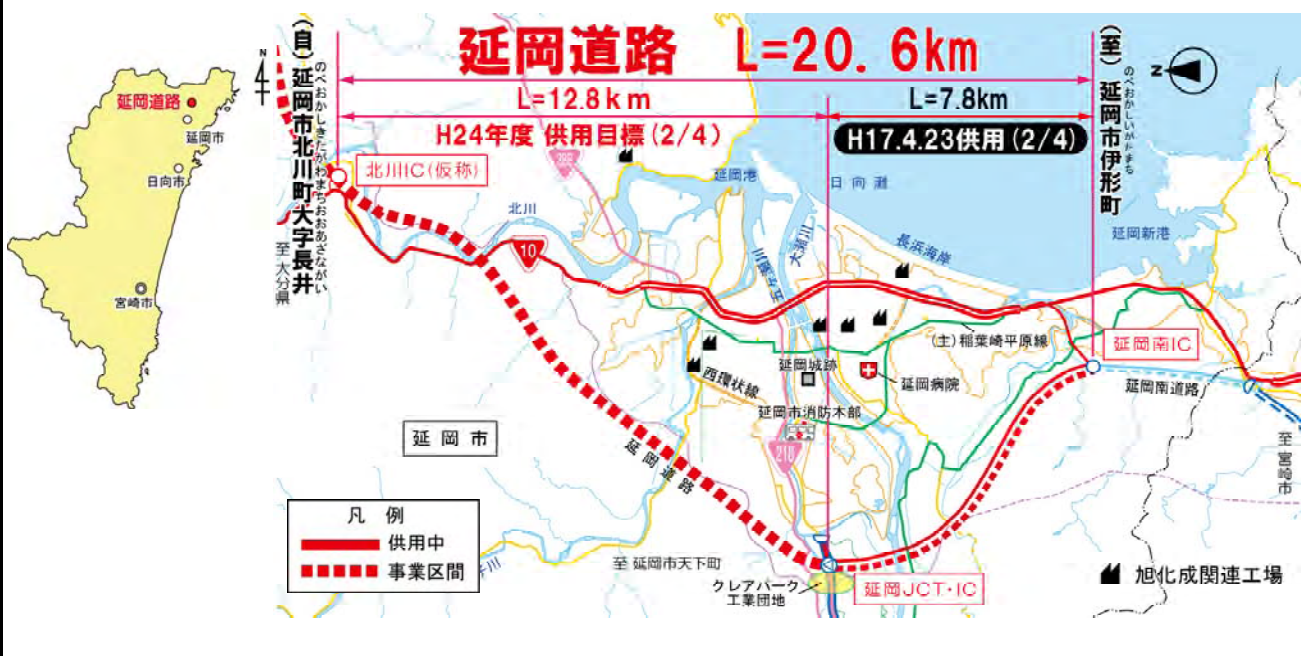 延岡道路 L=20.6km
L=12.8km
L=7.8km
H24年度 供用目標(2/4)
H17.4.23供用(2/4)
(自)延岡市北川町大字長井
のべおかしきたがわまちおおあざながい
(至)延岡市伊形町
のべおかしいがたまち
N
N
延岡道路
延岡市
日向市
宮崎市
北川IC(仮称)
至 大分県
北川
10
延岡港
日向灘
五ヶ瀬川
大瀬川
長浜海岸
延岡新港
(主)稲葉崎平原線
延岡南IC
延岡南道路
至 宮崎市
延岡城跡
延岡病院
西環状線
延岡市消防本部
218
延岡市
延岡道路
凡例
供用中
事業区間
至 延岡市天下町
クレアパーク
工業団地
延岡JCT・IC
旭化成関連工場